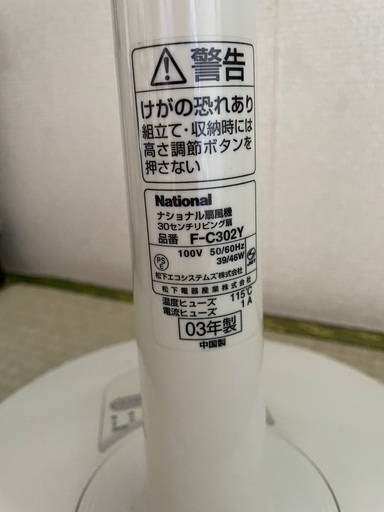 警告
けがの恐れあり
組立て・収納時には
高さ調節ボタンを
押さない
National
ナショナル扇風機
30センチリビング扇
品番 F-C302Y
100V 50/60Hz
39/46W
PS
E
松下エコシステムズ株式会社
松下電器産業株式会社
温度ヒューズ 115℃
電流ヒューズ 1A
03年製
中国製